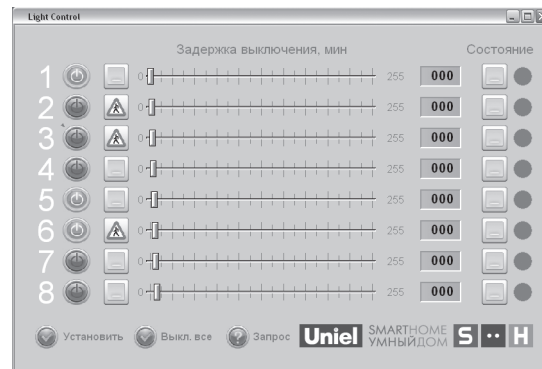 Light Control
Задержка выключения, мин Состояние
1 0 255 000
2 0 255 000
3 0 255 000
4 0 255 000
5 0 255 000
6 0 255 000
7 0 255 000
8 0 255 000
Установить Выкл. все ? Запрос Uniel SMARTHOME S H
УМНЫЙДОМ